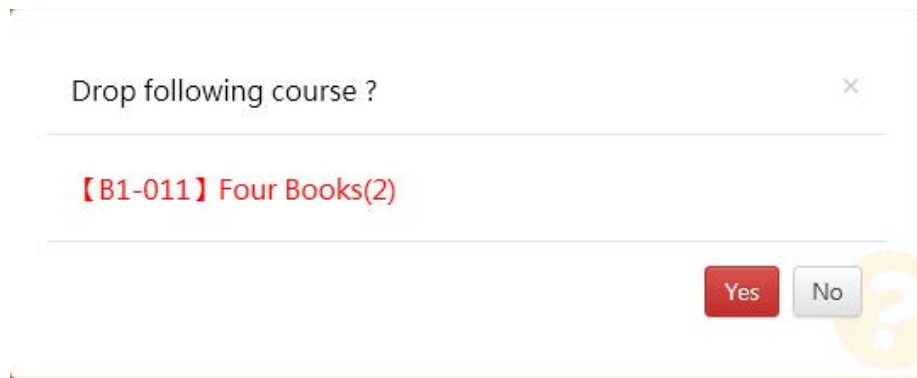 Drop following course ?
×
【B1-011】Four Books(2)
Yes
No
?